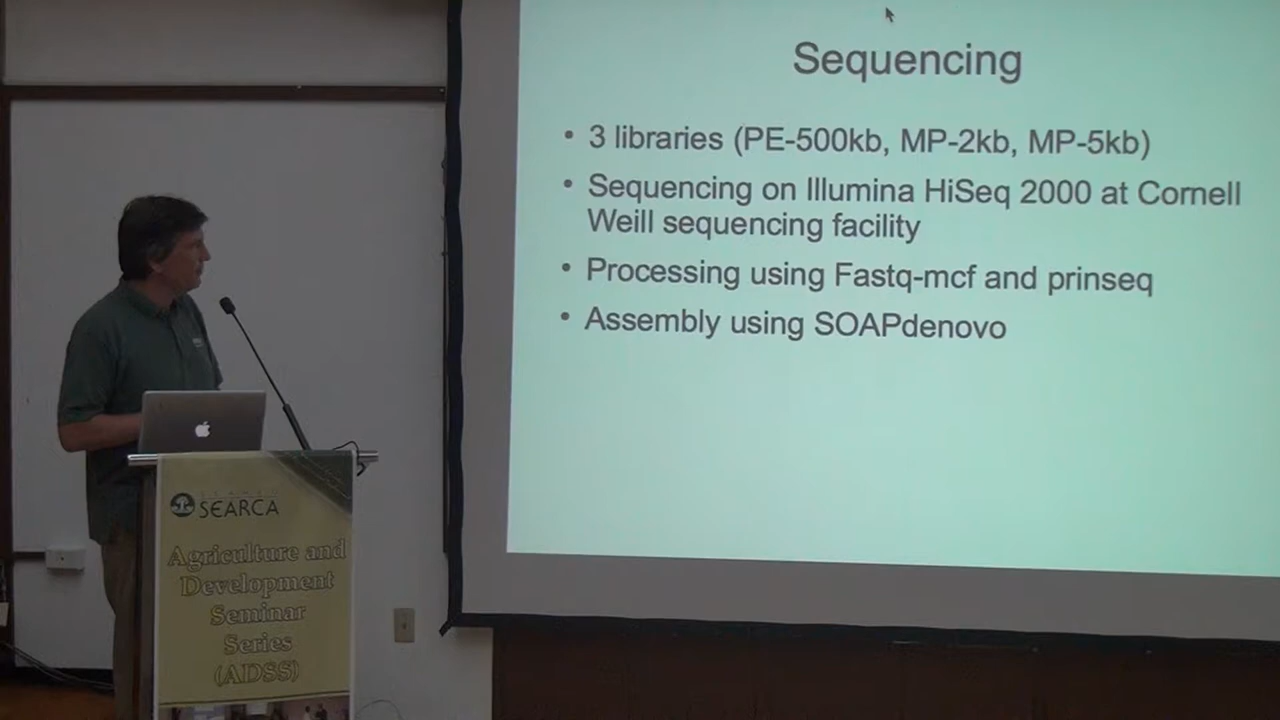 Sequencing
• 3 libraries (PE-500kb, MP-2kb, MP-5kb)
• Sequencing on Illumina HiSeq 2000 at Cornell
Weill sequencing facility
• Processing using Fastq-mcf and prinseq
• Assembly using SOAPdenovo
SEARCA
Agriculture and
Development
Seminar
Series
(ADSS)